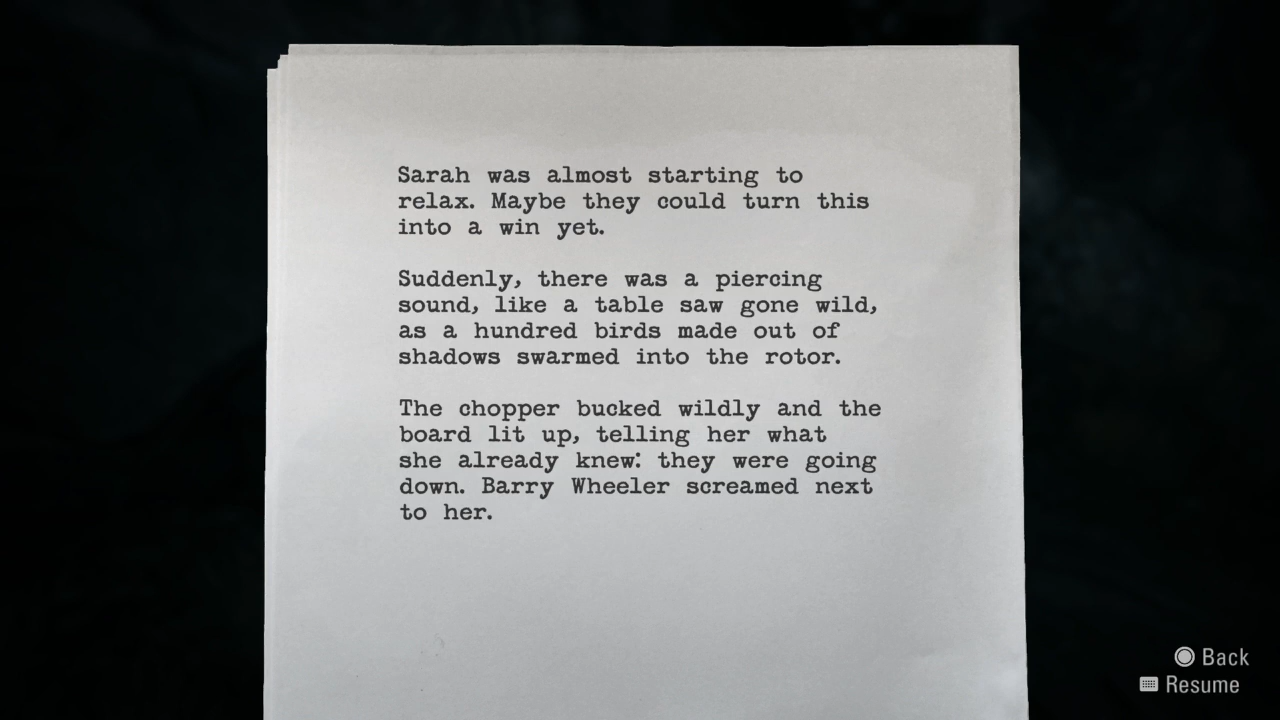 Sarah was almost starting to
relax. Maybe they could turn this
into a win yet.
Suddenly, there was a piercing
sound, like a table saw gone wild,
as a hundred birds made out of
shadows swarmed into the rotor.
The chopper bucked wildly and the
board lit up, telling her what
she already knew: they were going
down. Barry Wheeler screamed next
to her.
Back
Resume